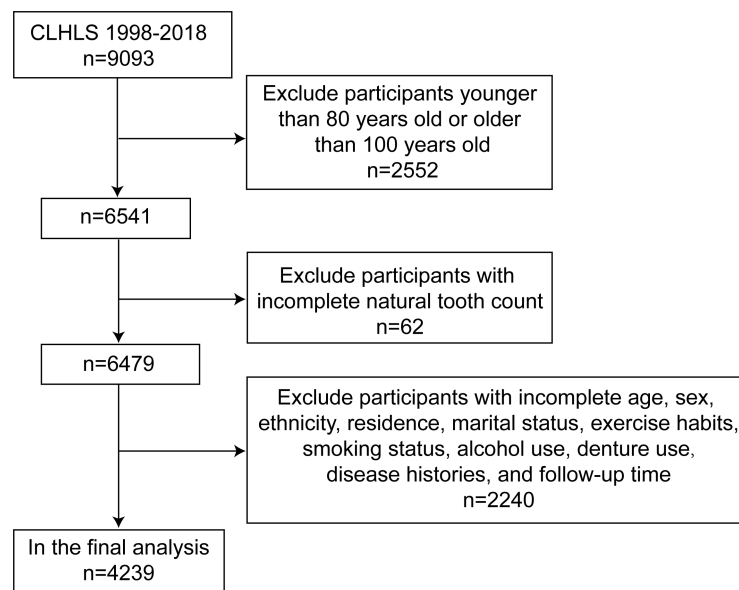 CLHLS 1998-2018
n=9093
Exclude participants younger
than 80 years old or older
than 100 years old
n=2552
n=6541
Exclude participants with
incomplete natural tooth count
n=62
n=6479
Exclude participants with incomplete age, sex,
ethnicity, residence, marital status, exercise habits,
smoking status, alcohol use, denture use,
disease histories, and follow-up time
n=2240
In the final analysis
n=4239